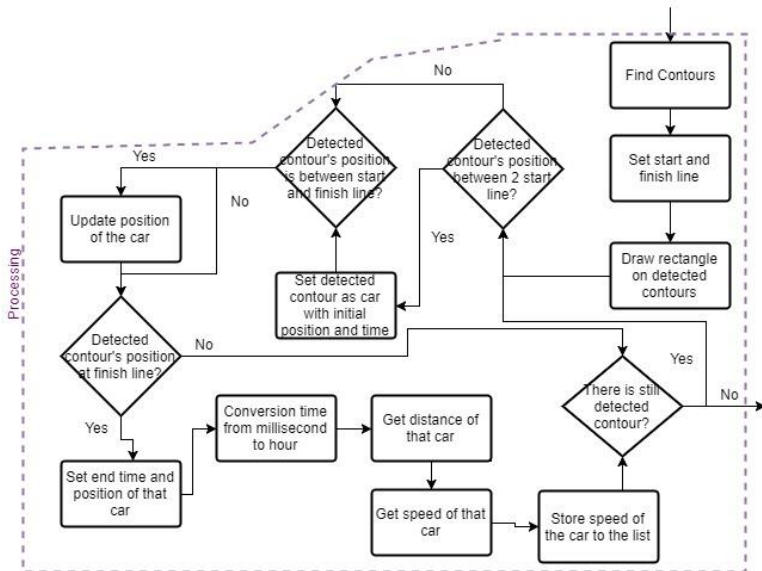 No
Find Contours
Detected
contour's position
is between start
and finish line?
Detected
contour's position
between 2 start
line?
Yes
Set start and
finish line
No
Update position
of the car
Yes
Processing
Draw rectangle
on detected
contours
Set detected
contour as car
with initial
position and time
Detected
contour's position
at finish line?
No
Yes
There is still
detected
contour?
No
Yes
Conversion time
from millisecond
to hour
Get distance of
that car
Set end time and
position of that
car
Get speed of that
car
Store speed of
the car to the list